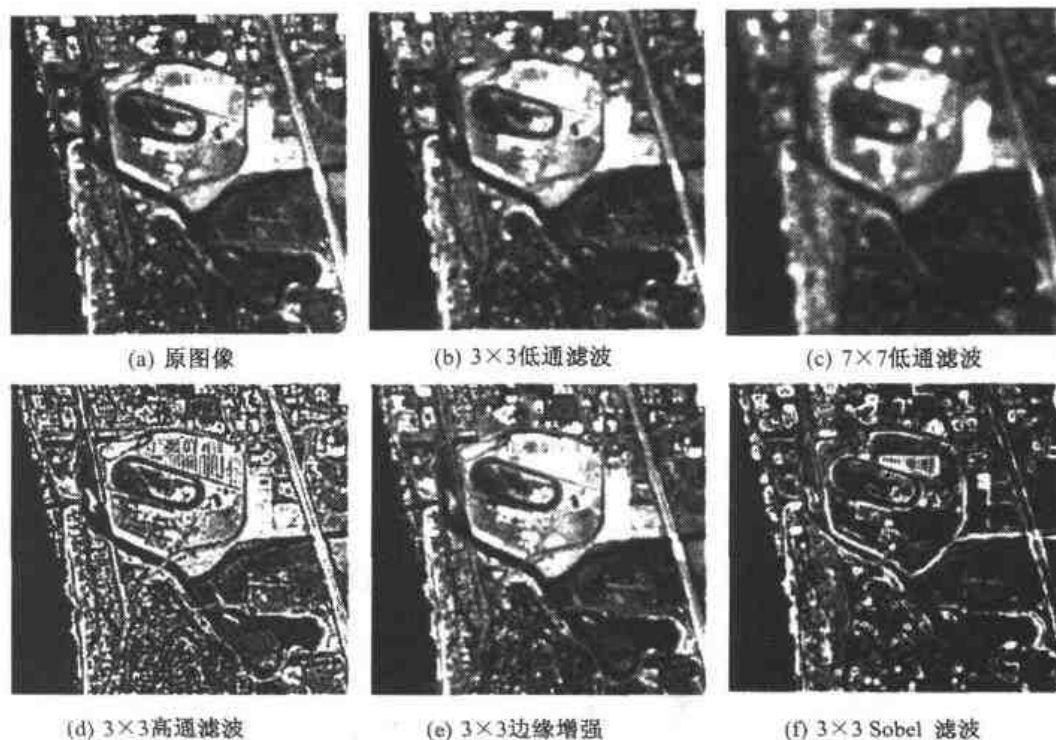 (a) 原图像
(b) 3×3低通滤波
(c) 7×7低通滤波
(d) 3×3高通滤波
(e) 3×3边缘增强
(f) 3×3 Sobel 滤波